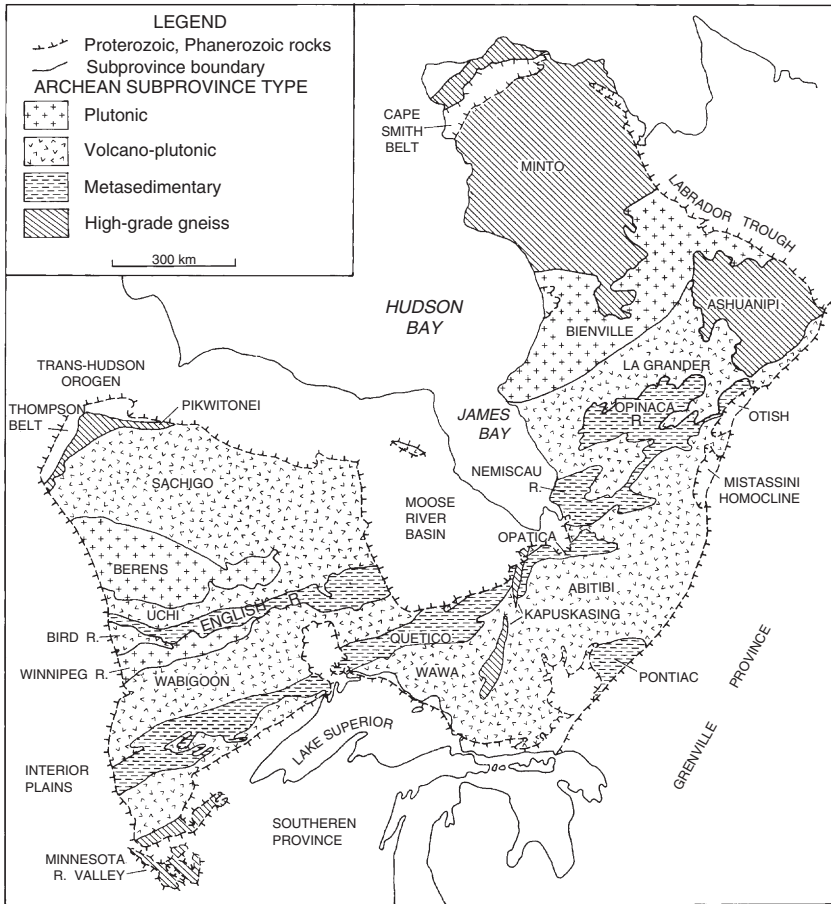 LEGEND
Proterozoic, Phanerozoic rocks
Subprovince boundary
ARCHEAN SUBPROVINCE TYPE
Plutonic
Volcano-plutonic
Metasedimentary
High-grade gneiss
300 km
CAPE
SMITH
BELT
MINTO
LABRADOR TROUGH
HUDSON
BAY
ASHUANIPI
BIENVILLE
LA GRANDER
TRANS-HUDSON
OROGEN
THOMPSON
BELT
PIKWITONEI
JAMES
BAY
OPINACA
R.
OTISH
NEMISCAU
R.
MISTASSINI
HOMOCLINE
SACHIGO
MOOSE
RIVER
BASIN
OPATICA
BERENS
ABITIBI
UCHI
ENGLISH R.
KAPUSKASING
BIRD R.
QUETICO
WINNIPEG R.
WABIGOON
WAWA
PONTIAC
GRENVILLE PROVINCE
LAKE SUPERIOR
INTERIOR
PLAINS
SOUTHEREN
PROVINCE
MINNESOTA
R. VALLEY